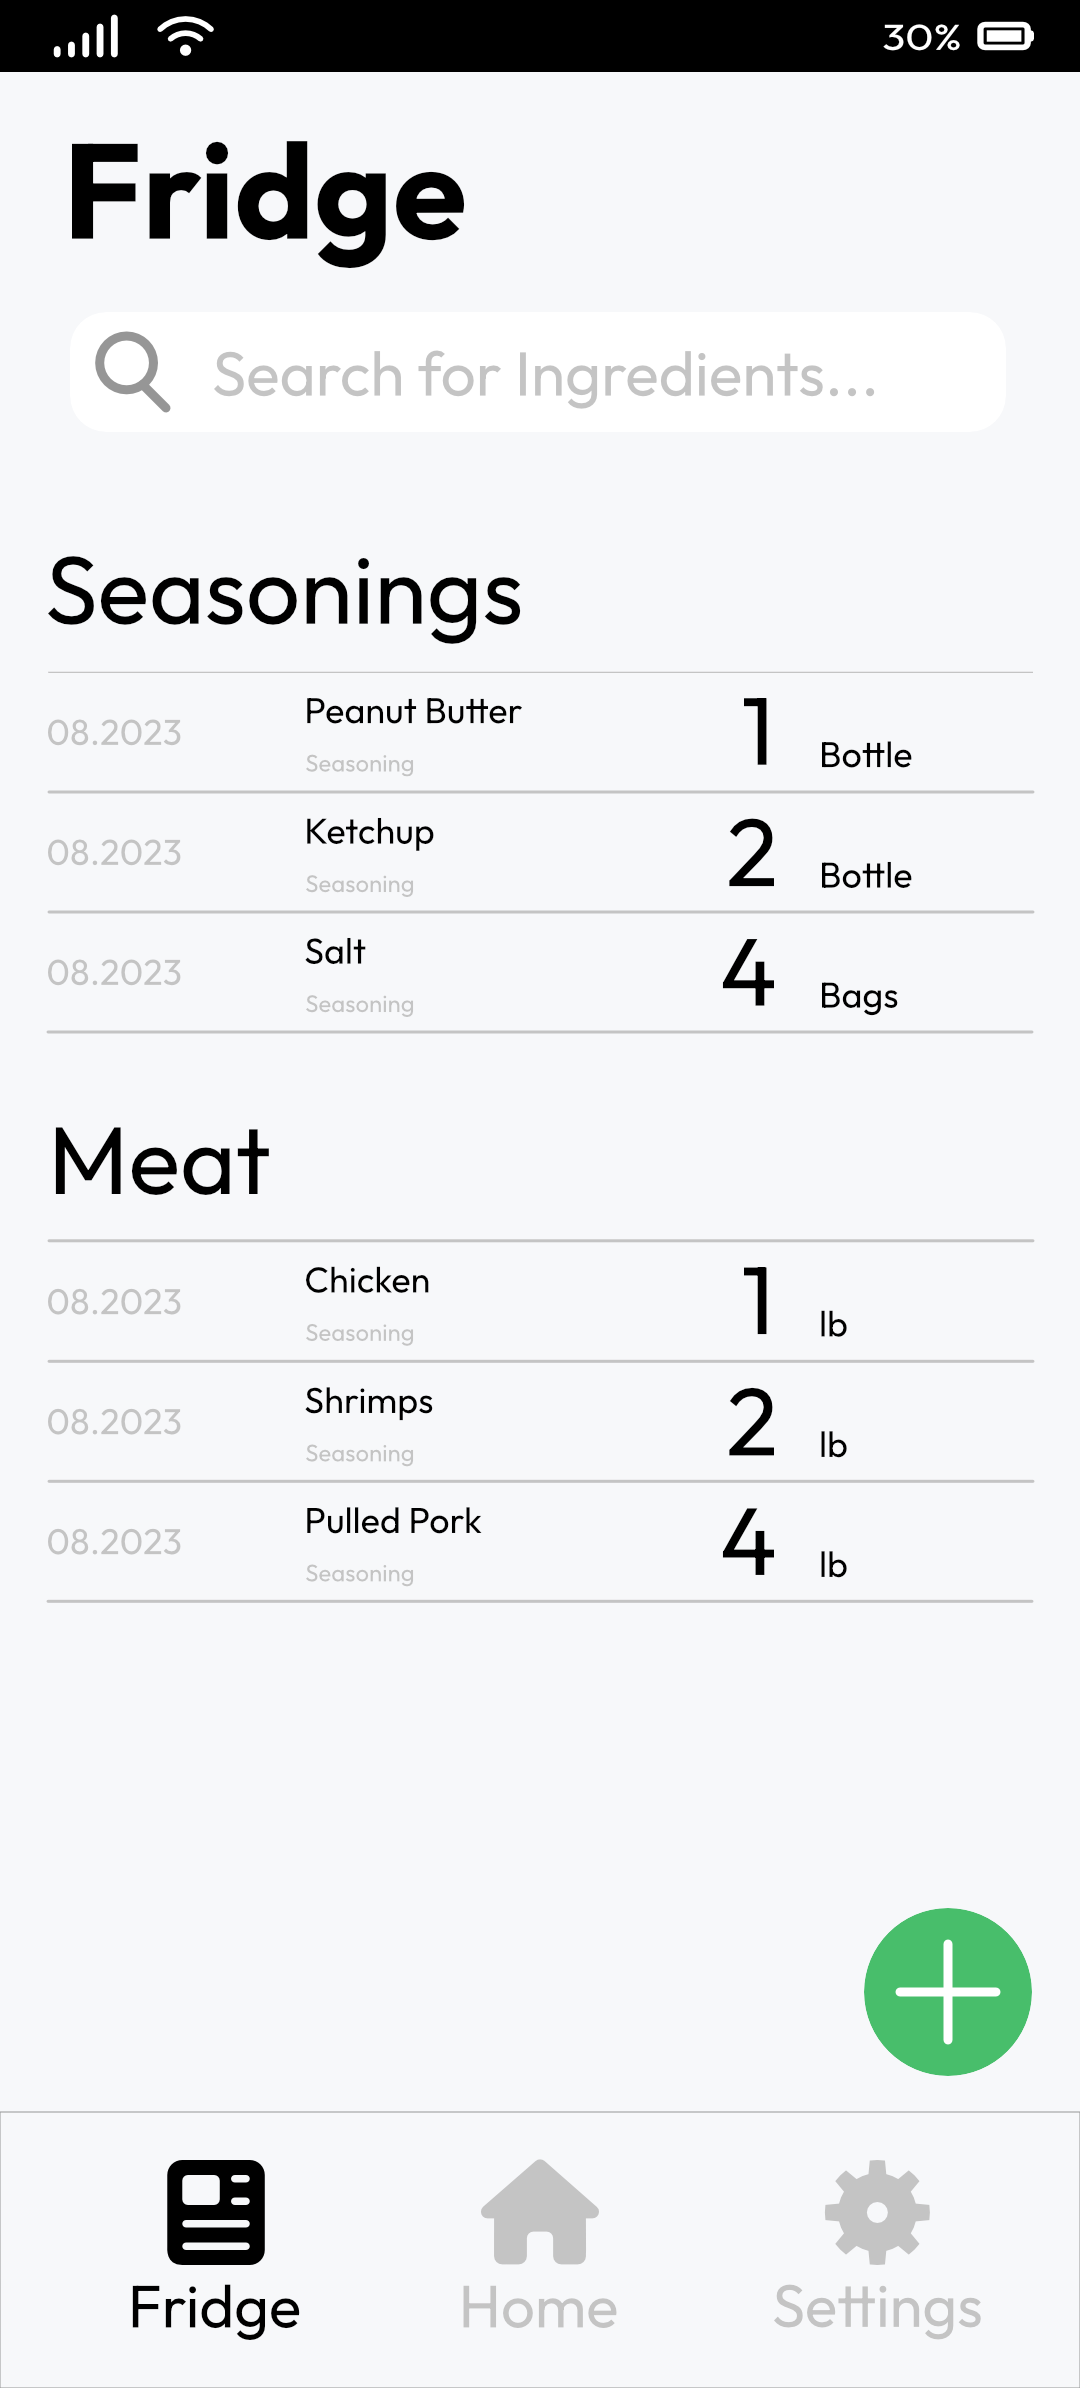 30%
Fridge
Search for Ingredients...
Seasonings
08.2023 Peanut Butter 1 Bottle
Seasoning
08.2023 Ketchup 2 Bottle
Seasoning
08.2023 Salt 4 Bags
Seasoning
Meat
08.2023 Chicken 1 lb
Seasoning
08.2023 Shrimps 2 lb
Seasoning
08.2023 Pulled Pork 4 lb
Seasoning
Fridge Home Settings